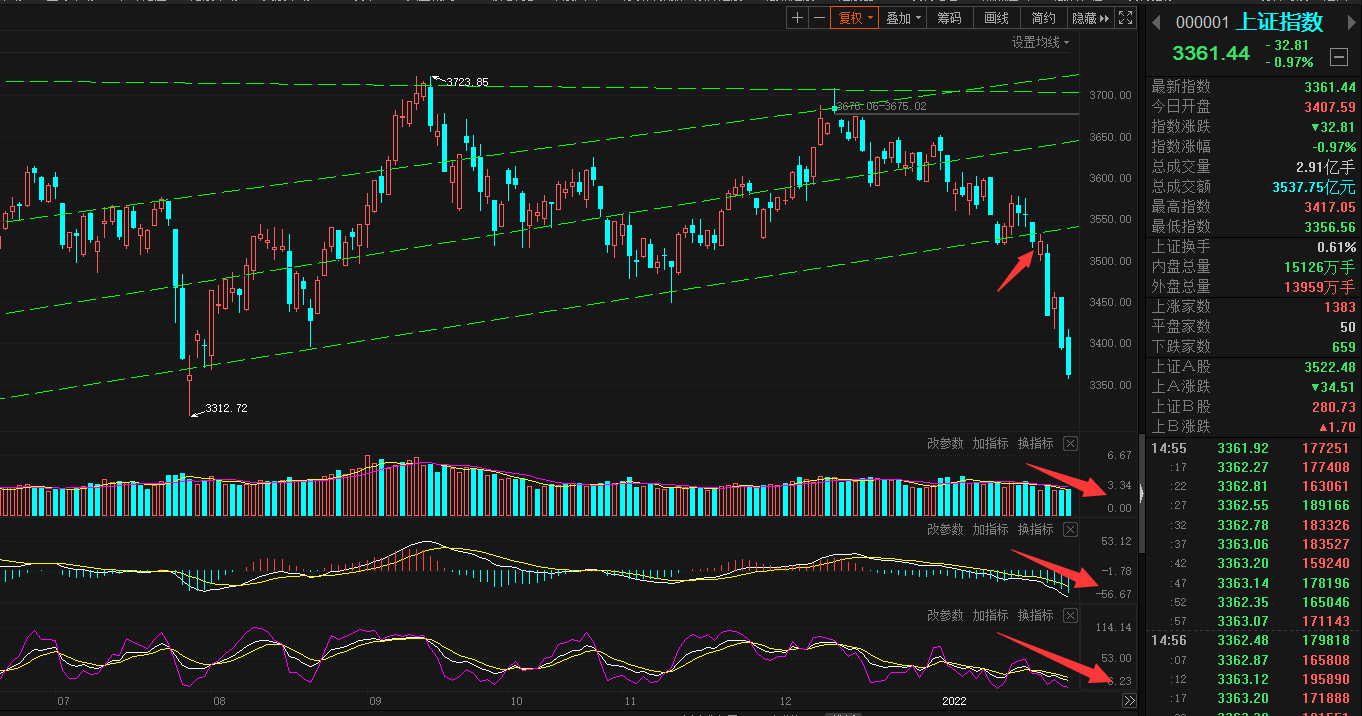 复权 叠加 筹码 画线 简约 隐藏
设置均线
3723.85
3678.06-3675.02
3312.72
3700.00
3650.00
3600.00
3550.00
3500.00
3450.00
3400.00
3350.00
改参数 加指标 换指标
6.67
3.34
0.00
改参数 加指标 换指标
53.12
-1.78
-56.67
改参数 加指标 换指标
114.14
53.00
07 08 09 10 11 12 2022
000001 上证指数
3361.44 -32.81
-0.97%
最新指数 3361.44
今日开盘 3407.59
指数涨跌 ▼32.81
指数涨幅 -0.97%
总成交量 2.91亿手
总成交额 3537.75亿元
最高指数 3417.05
最低指数 3356.56
上证换手 0.61%
内盘总量 15126万手
外盘总量 13959万手
上涨家数 1383
平盘家数 50
下跌家数 659
上证A股 3522.48
上A涨跌 ▼34.51
上证B股 280.73
上B涨跌 ▲1.70
14:55 3361.92 177251
:17 3362.27 177408
:22 3362.81 163061
:27 3362.55 189166
:32 3362.78 183326
:37 3363.06 183527
:42 3363.20 159240
:47 3363.14 178196
:52 3362.35 165046
:57 3363.07 171143
14:56 3362.48 179818
:07 3362.87 165808
:12 3363.12 195890
:17 3363.20 171888